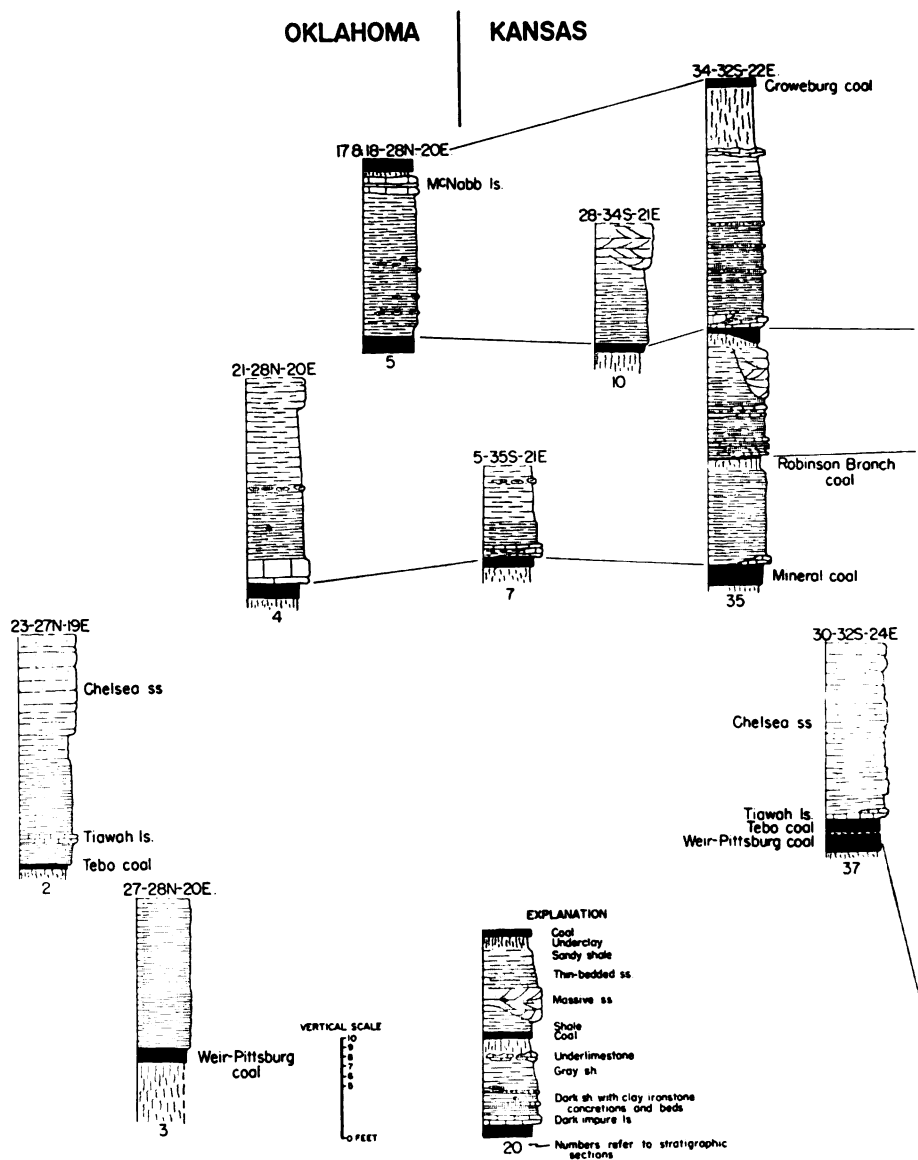 OKLAHOMA
KANSAS
34-32S-22E.
Croweburg coal
17 & 18-28N-20E.
McNabb ls.
28-34S-21E
5
10
21-28N-20E
5-35S-21E
Robinson Branch
coal
Mineral coal
4
7
35
23-27N-19E
30-32S-24E
Chelsea ss
Chelsea ss
Tiawah ls.
Tebo coal
Weir-Pittsburg coal
Tiawah ls.
Tebo coal
2
37
27-28N-20E.
Weir-Pittsburg
coal
3
VERTICAL SCALE
10
9
8
7
6
5
0 FEET
EXPLANATION
Coal
Underclay
Sandy shale
Thin-bedded ss.
Massive ss
Shale
Coal
Underlimestone
Gray sh
Dark sh with clay ironstone
concretions and beds
Dark impure ls
20
Numbers refer to stratigraphic
sections